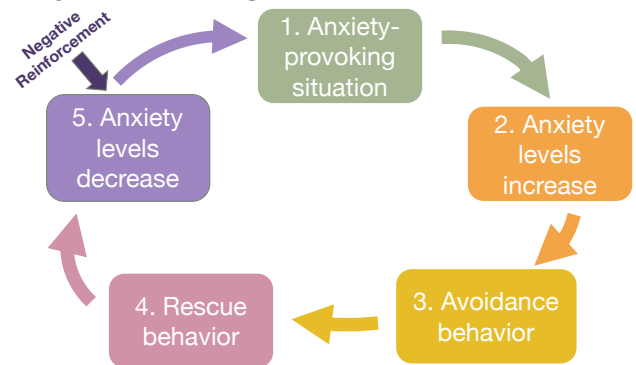 Negative
Reinforcement
1. Anxiety-
provoking
situation
2. Anxiety
levels
increase
3. Avoidance
behavior
4. Rescue
behavior
5. Anxiety
levels
decrease